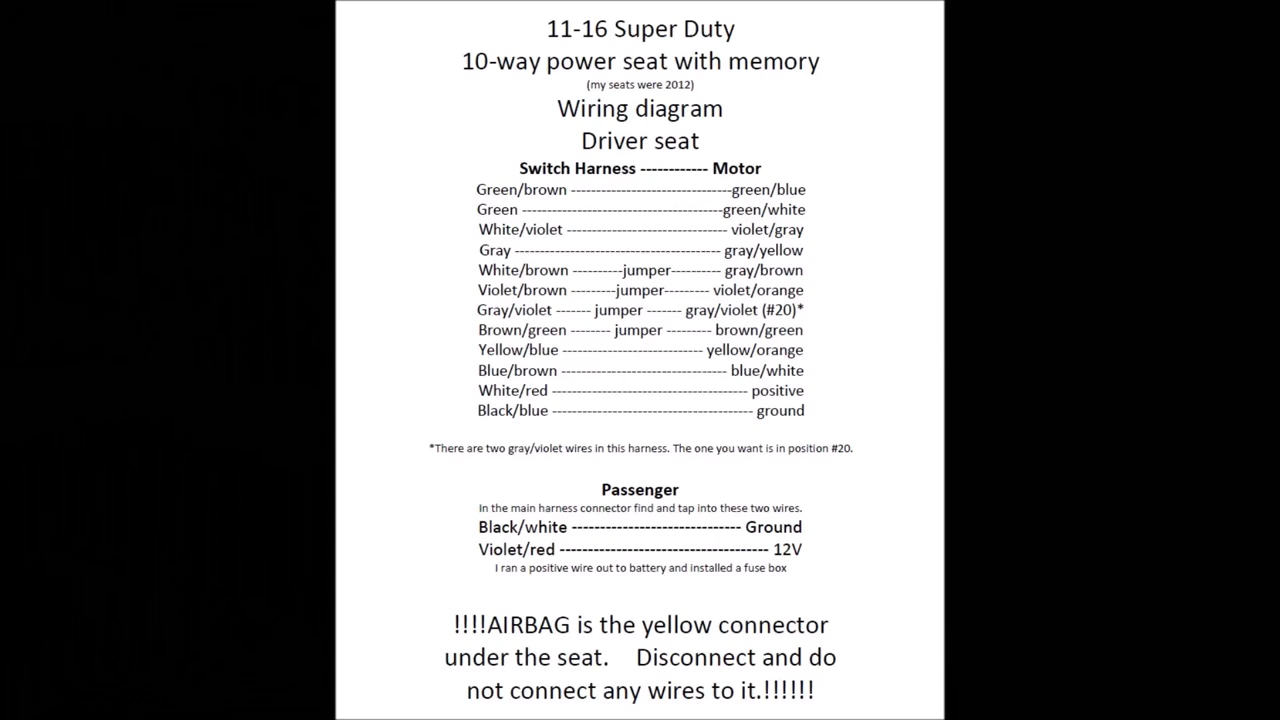 11-16 Super Duty
10-way power seat with memory
(my seats were 2012)
Wiring diagram
Driver seat
Switch Harness ------------ Motor
Green/brown --------------------------------green/blue
Green ----------------------------------------green/white
White/violet -------------------------------- violet/gray
Gray ----------------------------------------- gray/yellow
White/brown ----------jumper---------- gray/brown
Violet/brown ---------jumper--------- violet/orange
Gray/violet ------- jumper ------- gray/violet (#20)*
Brown/green -------- jumper --------- brown/green
Yellow/blue ---------------------------- yellow/orange
Blue/brown --------------------------------- blue/white
White/red --------------------------------------- positive
Black/blue ---------------------------------------- ground
*There are two gray/violet wires in this harness. The one you want is in position #20.
Passenger
In the main harness connector find and tap into these two wires.
Black/white ------------------------------ Ground
Violet/red ------------------------------------- 12V
I ran a positive wire out to battery and installed a fuse box
!!!!AIRBAG is the yellow connector
under the seat. Disconnect and do
not connect any wires to it.!!!!!!